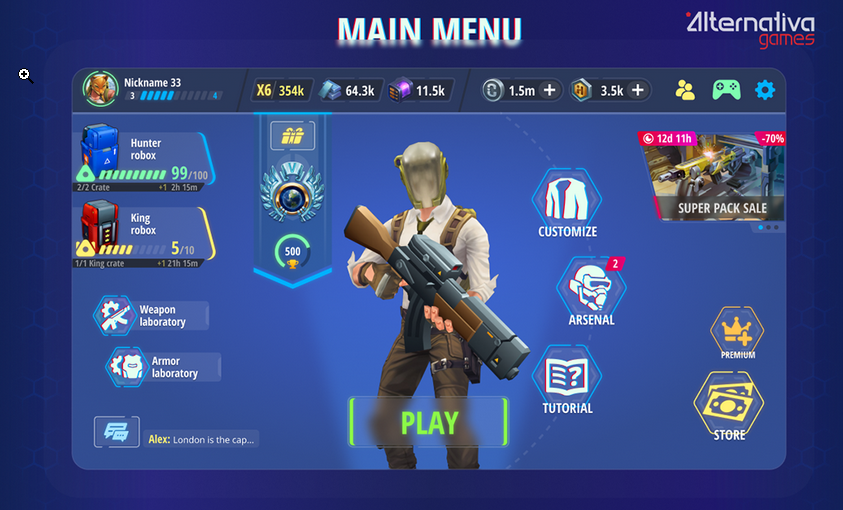 MAIN MENU
Alternativa
games
Nickname 33
3
4
X6 354k
64.3k
11.5k
1.5m +
3.5k +
Hunter
robox
99/100
2/2 Crate
+1 2h 15m
King
robox
5/10
1/1 King crate
+1 21h 15m
500
12d 11h
-70%
SUPER PACK SALE
CUSTOMIZE
2
ARSENAL
?
TUTORIAL
Weapon
laboratory
Armor
laboratory
PREMIUM
STORE
PLAY
Alex: London is the cap...